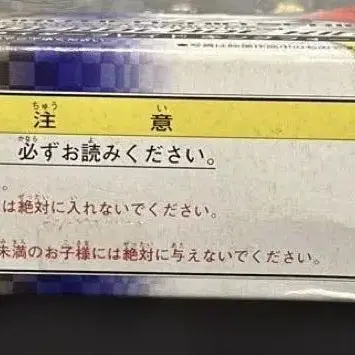 注意
必ずお読みください。
。
は絶対に入れないでください。
未満のお子様には絶対に与えないでください。